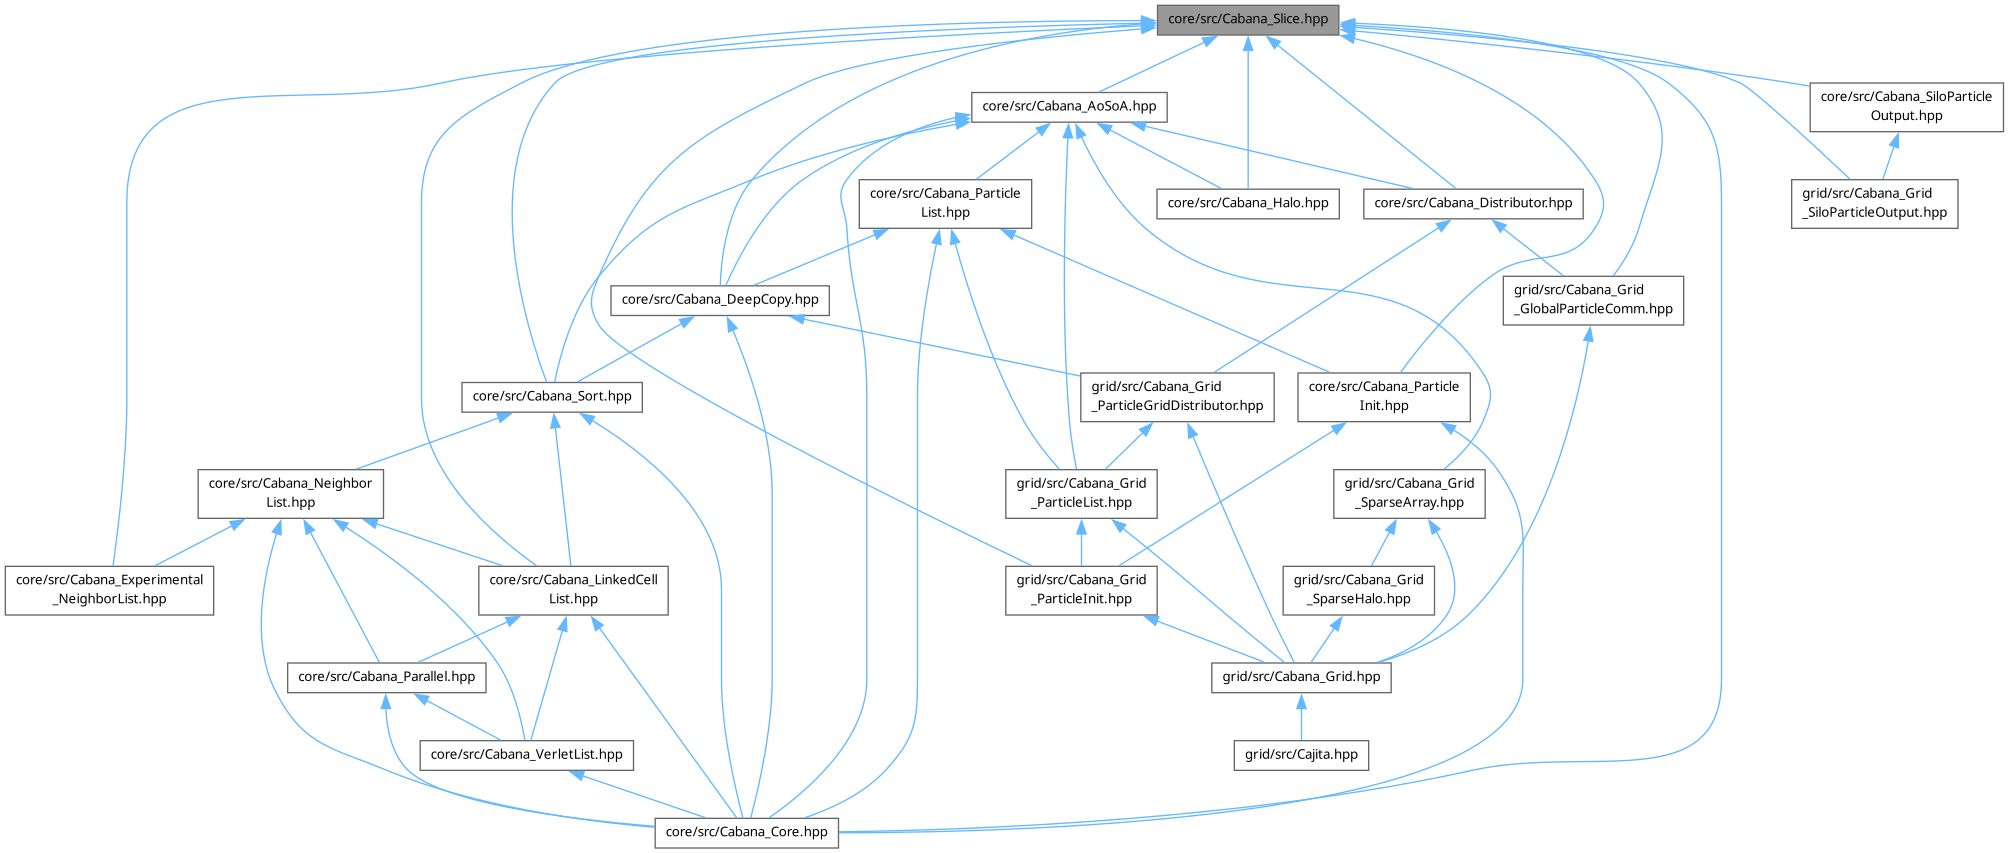 core/src/Cabana_Slice.hpp
core/src/Cabana_SiloParticle
Output.hpp
core/src/Cabana_AoSoA.hpp
core/src/Cabana_Particle
List.hpp
core/src/Cabana_Halo.hpp
core/src/Cabana_Distributor.hpp
grid/src/Cabana_Grid
_SiloParticleOutput.hpp
core/src/Cabana_DeepCopy.hpp
grid/src/Cabana_Grid
_GlobalParticleComm.hpp
core/src/Cabana_Sort.hpp
grid/src/Cabana_Grid
_ParticleGridDistributor.hpp
core/src/Cabana_Particle
Init.hpp
core/src/Cabana_Neighbor
List.hpp
grid/src/Cabana_Grid
_ParticleList.hpp
grid/src/Cabana_Grid
_SparseArray.hpp
core/src/Cabana_Experimental
_NeighborList.hpp
core/src/Cabana_LinkedCell
List.hpp
grid/src/Cabana_Grid
_ParticleInit.hpp
grid/src/Cabana_Grid
_SparseHalo.hpp
core/src/Cabana_Parallel.hpp
grid/src/Cabana_Grid.hpp
core/src/Cabana_VerletList.hpp
grid/src/Cajita.hpp
core/src/Cabana_Core.hpp